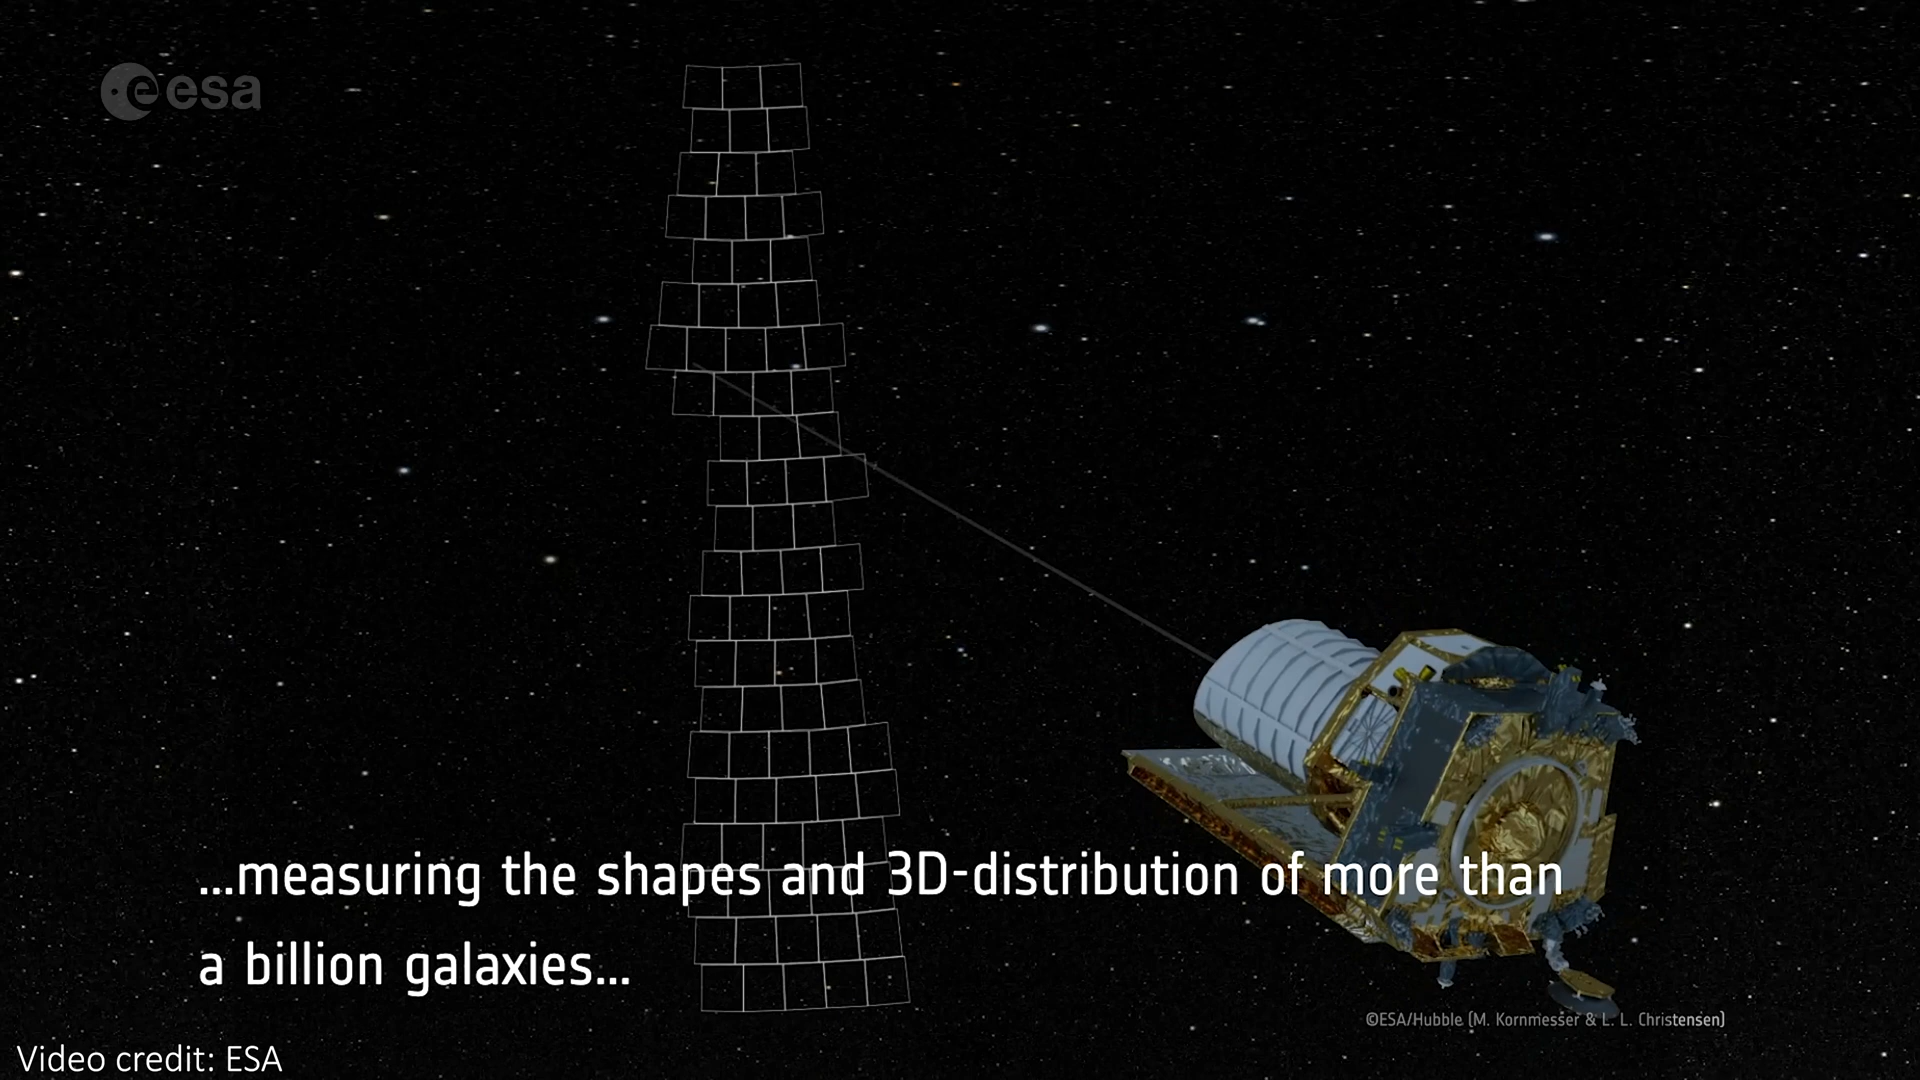 esa
...measuring the shapes and 3D-distribution of more than
a billion galaxies...
©ESA/Hubble (M. Kornmesser & L. L. Christensen)
Video credit: ESA